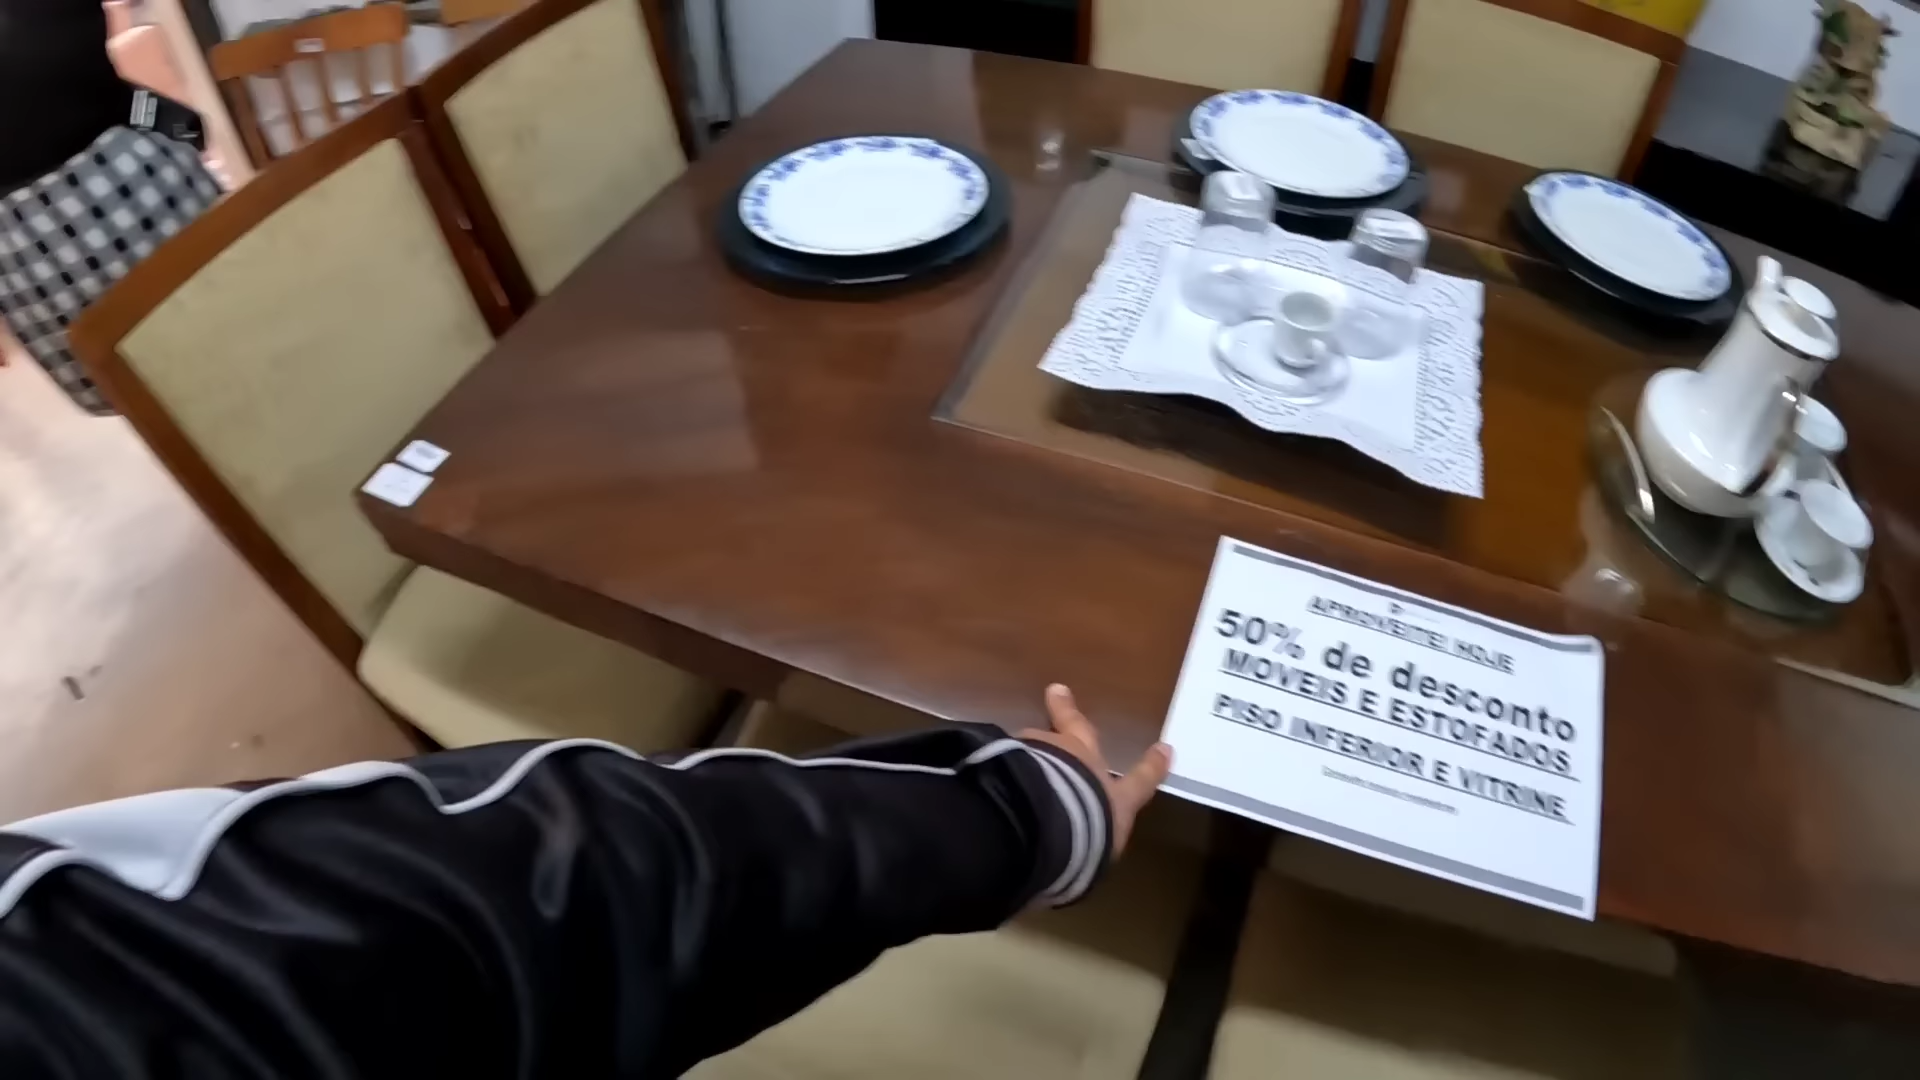 APROVEITE! HOJE
50% de desconto
MOVEIS E ESTOFADOS
PISO INFERIOR E VITRINE